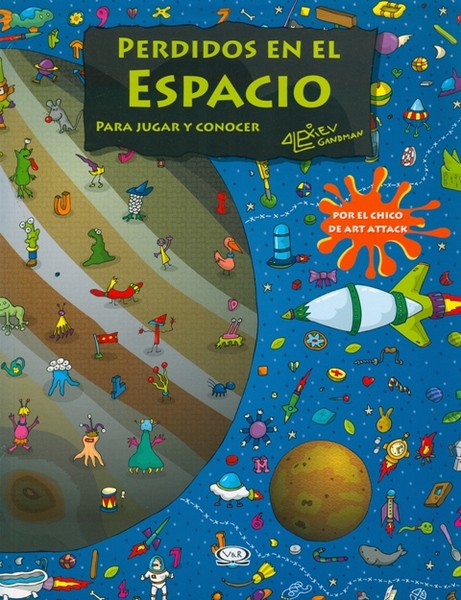 PERDIDOS EN EL
ESPACIO
PARA JUGAR Y CONOCER
ALEXIEV
GANDMAN
POR EL CHICO
DE ART ATTACK
V&R